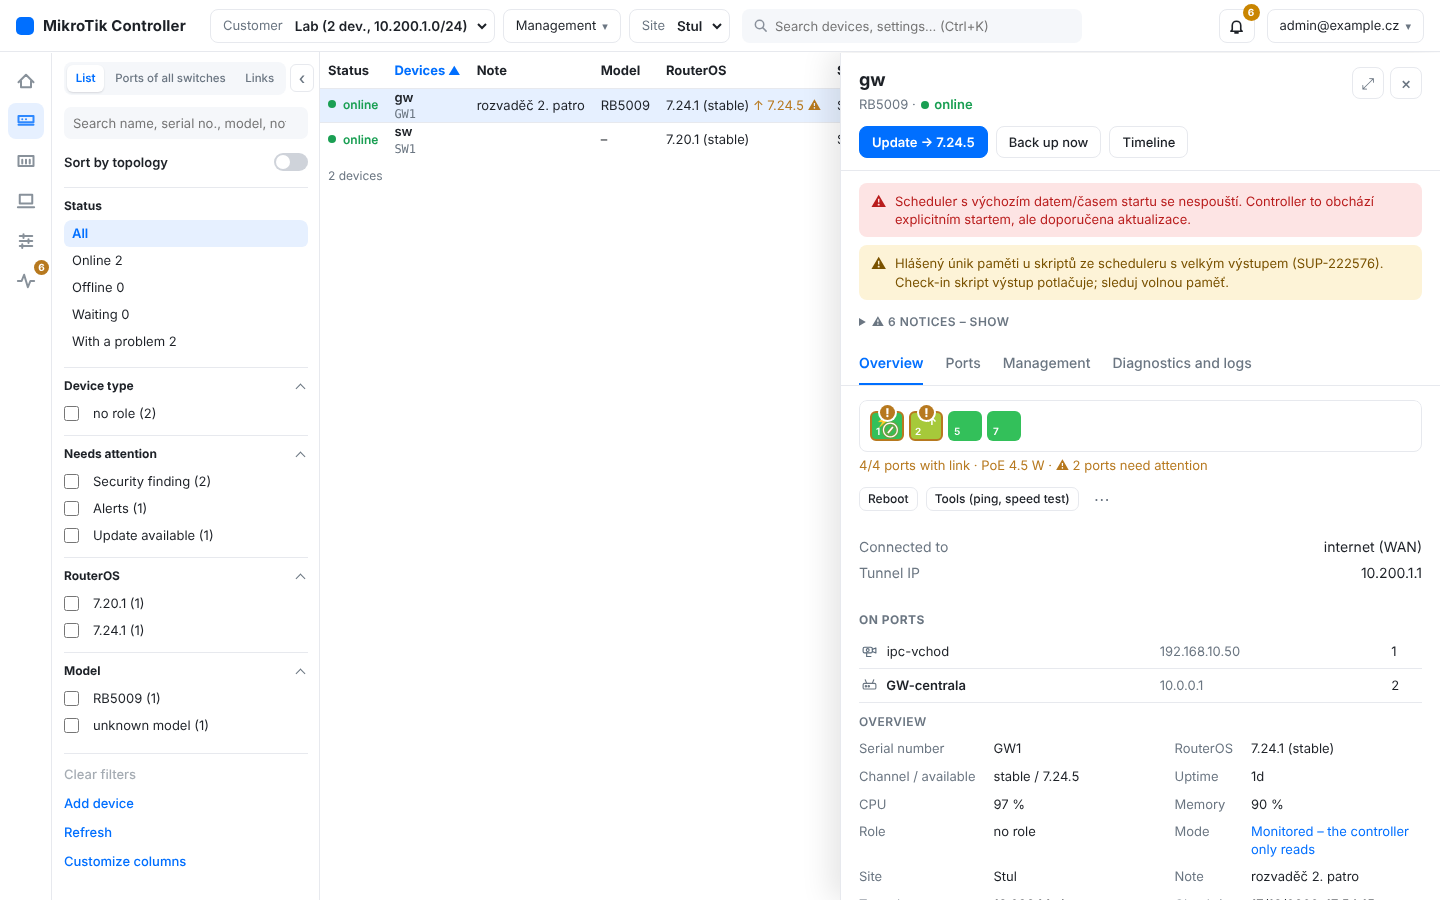 MikroTik Controller
Customer Lab (2 dev., 10.200.1.0/24)
Management
Site Stul
Search devices, settings... (Ctrl+K)
6
admin@example.cz
List
Ports of all switches
Links
Search name, serial no., model, no
Sort by topology
Status
All
Online 2
Offline 0
Waiting 0
With a problem 2
Device type
no role (2)
Needs attention
Security finding (2)
Alerts (1)
Update available (1)
RouterOS
7.20.1 (1)
7.24.1 (1)
Model
RB5009 (1)
unknown model (1)
Clear filters
Add device
Refresh
Customize columns
6
Status Devices ▲ Note Model RouterOS
online gw GW1 rozvaděč 2. patro RB5009 7.24.1 (stable) ↑ 7.24.5
online sw SW1 – 7.20.1 (stable)
2 devices
gw
RB5009 · online
Update → 7.24.5
Back up now
Timeline
Scheduler s výchozím datem/časem startu se nespouští. Controller to obchází
explicitním startem, ale doporučena aktualizace.
Hlášený únik paměti u skriptů ze scheduleru s velkým výstupem (SUP-222576).
Check-in skript výstup potlačuje; sleduj volnou paměť.
6 NOTICES – SHOW
Overview Ports Management Diagnostics and logs
1 2 5 7
4/4 ports with link · PoE 4.5 W · 2 ports need attention
Reboot
Tools (ping, speed test)
...
Connected to internet (WAN)
Tunnel IP 10.200.1.1
ON PORTS
ipc-vchod 192.168.10.50 1
GW-centrala 10.0.0.1 2
OVERVIEW
Serial number GW1 RouterOS 7.24.1 (stable)
Channel / available stable / 7.24.5 Uptime 1d
CPU 97 % Memory 90 %
Role no role Mode Monitored – the controller
only reads
Site Stul Note rozvaděč 2. patro